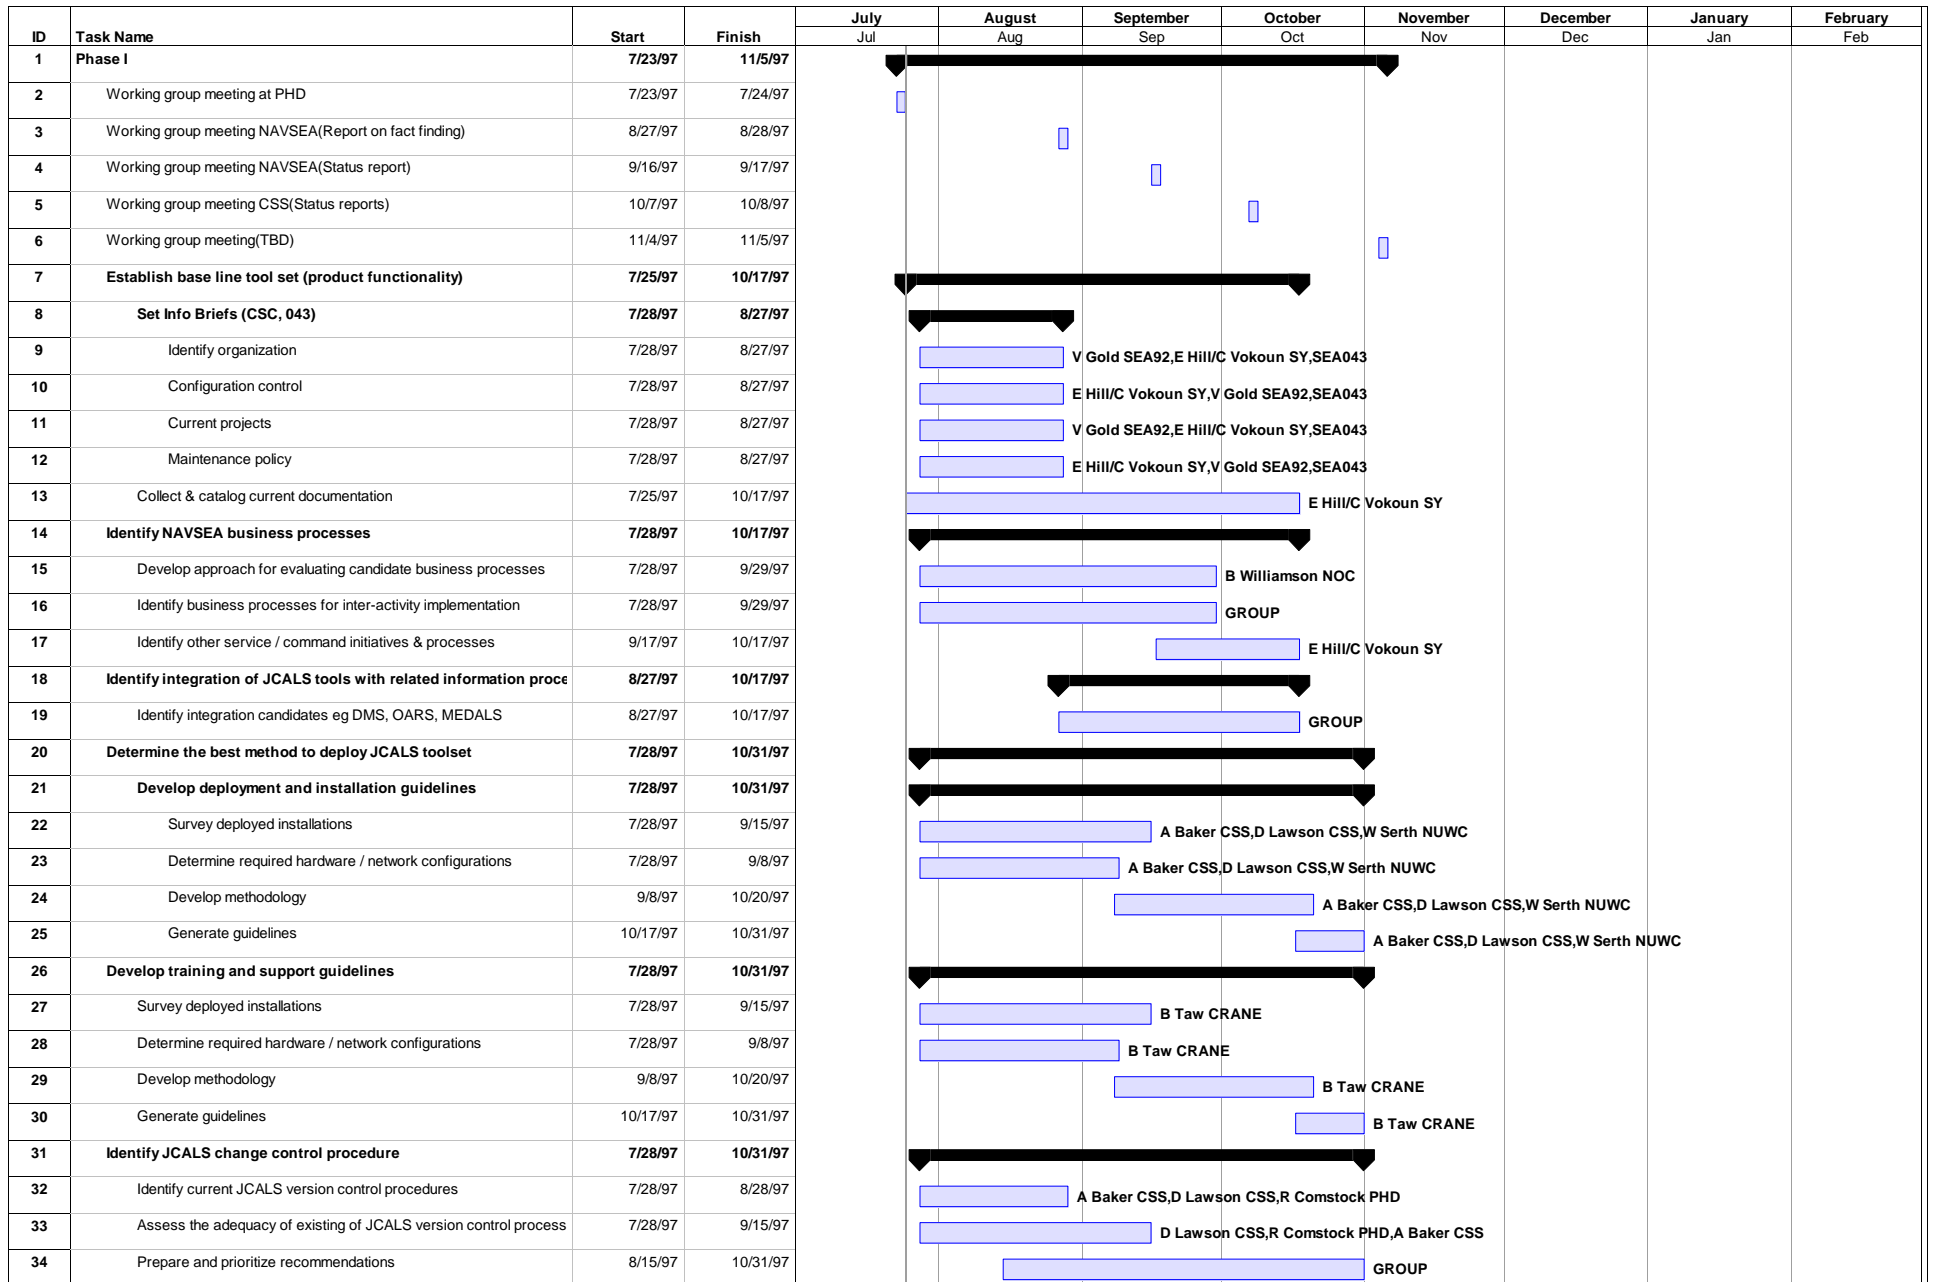 July August September October November December January February
ID Task Name Start Finish Jul Aug Sep Oct Nov Dec Jan Feb
1 Phase I 7/23/97 11/5/97
2 Working group meeting at PHD 7/23/97 7/24/97
3 Working group meeting NAVSEA(Report on fact finding) 8/27/97 8/28/97
4 Working group meeting NAVSEA(Status report) 9/16/97 9/17/97
5 Working group meeting CSS(Status reports) 10/7/97 10/8/97
6 Working group meeting(TBD) 11/4/97 11/5/97
7 Establish base line tool set (product functionality) 7/25/97 10/17/97
8 Set Info Briefs (CSC, 043) 7/28/97 8/27/97
9 Identify organization 7/28/97 8/27/97 V Gold SEA92,E Hill/C Vokoun SY,SEA043
10 Configuration control 7/28/97 8/27/97 E Hill/C Vokoun SY,V Gold SEA92,SEA043
11 Current projects 7/28/97 8/27/97 V Gold SEA92,E Hill/C Vokoun SY,SEA043
12 Maintenance policy 7/28/97 8/27/97 E Hill/C Vokoun SY,V Gold SEA92,SEA043
13 Collect & catalog current documentation 7/25/97 10/17/97 E Hill/C Vokoun SY
14 Identify NAVSEA business processes 7/28/97 10/17/97
15 Develop approach for evaluating candidate business processes 7/28/97 9/29/97 B Williamson NOC
16 Identify business processes for inter-activity implementation 7/28/97 9/29/97 GROUP
17 Identify other service / command initiatives & processes 9/17/97 10/17/97 E Hill/C Vokoun SY
18 Identify integration of JCALS tools with related information proce 8/27/97 10/17/97
19 Identify integration candidates eg DMS, OARS, MEDALS 8/27/97 10/17/97 GROUP
20 Determine the best method to deploy JCALS toolset 7/28/97 10/31/97
21 Develop deployment and installation guidelines 7/28/97 10/31/97
22 Survey deployed installations 7/28/97 9/15/97 A Baker CSS,D Lawson CSS,W Serth NUWC
23 Determine required hardware / network configurations 7/28/97 9/8/97 A Baker CSS,D Lawson CSS,W Serth NUWC
24 Develop methodology 9/8/97 10/20/97 A Baker CSS,D Lawson CSS,W Serth NUWC
25 Generate guidelines 10/17/97 10/31/97 A Baker CSS,D Lawson CSS,W Serth NUWC
26 Develop training and support guidelines 7/28/97 10/31/97
27 Survey deployed installations 7/28/97 9/15/97 B Taw CRANE
28 Determine required hardware / network configurations 7/28/97 9/8/97 B Taw CRANE
29 Develop methodology 9/8/97 10/20/97 B Taw CRANE
30 Generate guidelines 10/17/97 10/31/97 B Taw CRANE
31 Identify JCALS change control procedure 7/28/97 10/31/97
32 Identify current JCALS version control procedures 7/28/97 8/28/97 A Baker CSS,D Lawson CSS,R Comstock PHD
33 Assess the adequacy of existing of JCALS version control process 7/28/97 9/15/97 D Lawson CSS,R Comstock PHD,A Baker CSS
34 Prepare and prioritize recommendations 8/15/97 10/31/97 GROUP